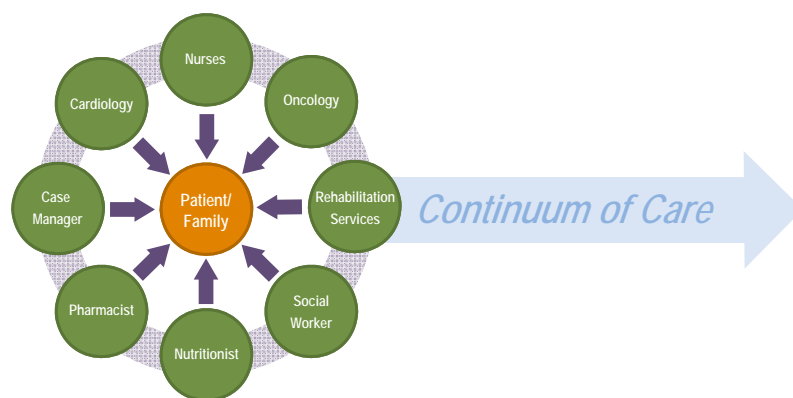 Nurses
Oncology
Cardiology
Patient/
Family
Case
Manager
Rehabilitation
Services
Continuum of Care
Pharmacist
Social
Worker
Nutritionist